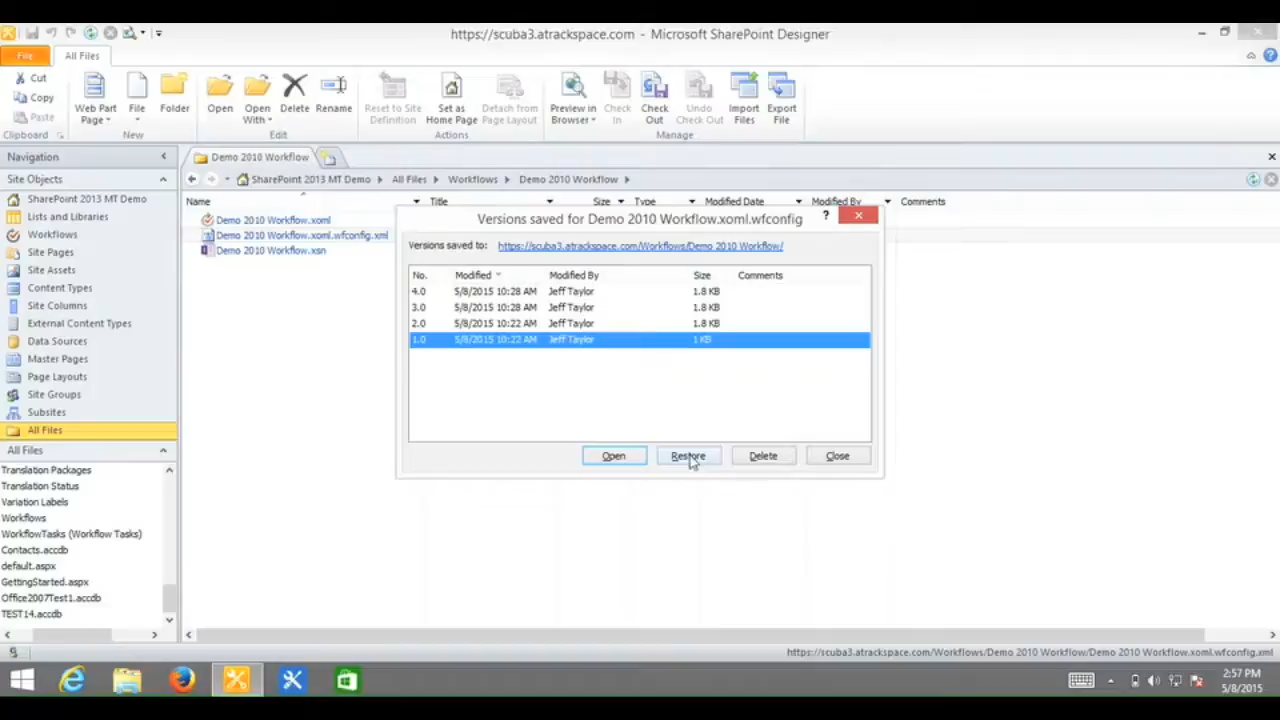 https://scuba3.atrackspace.com - Microsoft SharePoint Designer
File
All Files
Cut
Copy
Paste
Clipboard
Web Part Page
File
Folder
New
Open
Open With
Delete
Rename
Edit
Reset to Site Definition
Set as Home Page
Detach from Page Layout
Actions
Preview in Browser
Check In
Check Out
Undo Check Out
Import Files
Export File
Manage
Navigation
Site Objects
SharePoint 2013 MT Demo
Lists and Libraries
Workflows
Site Pages
Site Assets
Content Types
Site Columns
External Content Types
Data Sources
Master Pages
Page Layouts
Site Groups
Subsites
All Files
All Files
Translation Packages
Translation Status
Variation Labels
Workflows
WorkflowTasks (Workflow Tasks)
Contacts.accdb
default.aspx
GettingStarted.aspx
Office2007Test1.accdb
TEST14.accdb
Demo 2010 Workflow
SharePoint 2013 MT Demo All Files Workflows Demo 2010 Workflow
Name Title Size Type Modified Date Modified By Comments
Demo 2010 Workflow.xoml
Demo 2010 Workflow.xoml.wfconfig.xml
Demo 2010 Workflow.xsn
Versions saved for Demo 2010 Workflow.xoml.wfconfig
?
Versions saved to: https://scuba3.atrackspace.com/Workflows/Demo 2010 Workflow/
No. Modified Modified By Size Comments
4.0 5/8/2015 10:28 AM Jeff Taylor 1.8 KB
3.0 5/8/2015 10:28 AM Jeff Taylor 1.8 KB
2.0 5/8/2015 10:22 AM Jeff Taylor 1.8 KB
1.0 5/8/2015 10:22 AM Jeff Taylor 1 KB
Open Restore Delete Close
https://scuba3.atrackspace.com/Workflows/Demo 2010 Workflow/Demo 2010 Workflow.xoml.wfconfig.xml
2:57 PM
5/8/2015